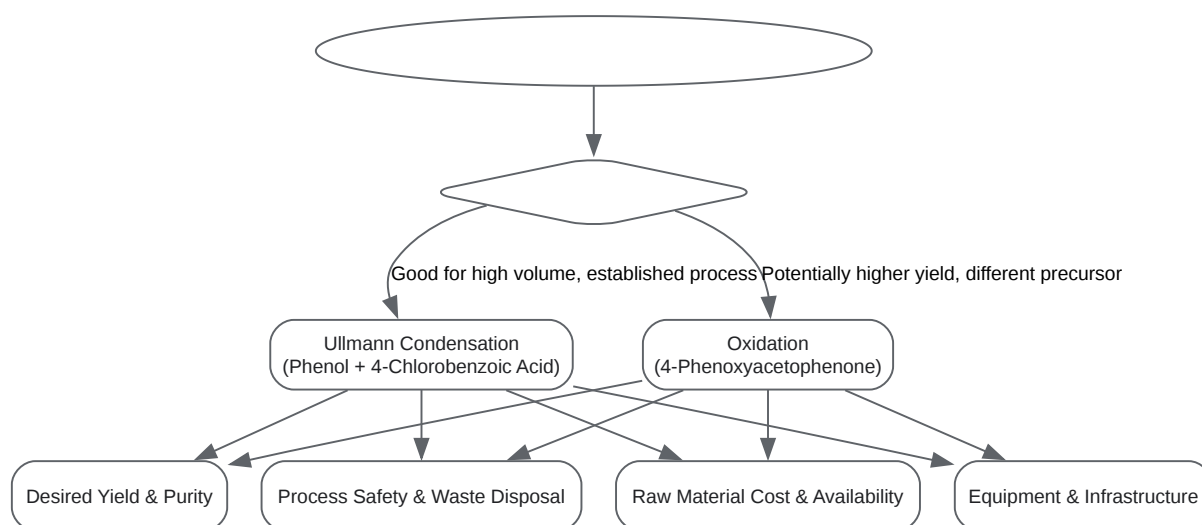 Good for high volume, established process
Potentially higher yield, different precursor
Ullmann Condensation
(Phenol + 4-Chlorobenzoic Acid)
Oxidation
(4-Phenoxyacetophenone)
Desired Yield & Purity
Process Safety & Waste Disposal
Raw Material Cost & Availability
Equipment & Infrastructure